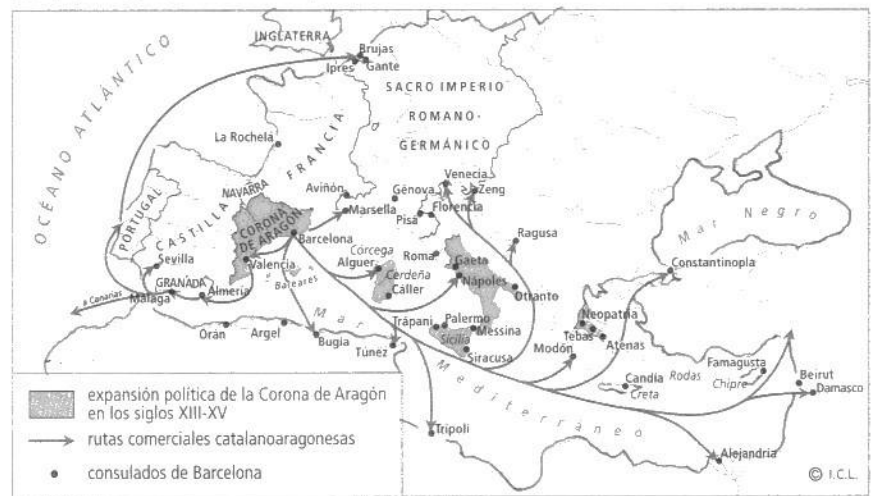 OCÉANO ATLÁNTICO
INGLATERRA
Brujas
Ipres
Gante
SACRO IMPERIO
ROMANO-
GERMÁNICO
La Rochela
FRANCIA
Venecia
Zeng
NAVARRA
Aviñón
Génova
Marsella
Pisa
Florencia
PORTUGAL
CASTILLA
CORONA
DE ARAGÓN
Barcelona
Ragusa
Mar Negro
Córcega
Roma
Gaeta
Constantinopla
Sevilla
Valencia
Alguer
Cerdeña
Nápoles
GRANADA
Almería
Baleares
Cáller
Otranto
a Canarias
Málaga
Neopatria
Trápani
Palermo
Messina
Tebas
Atenas
Orán
Argel
Bugía
Túnez
Sicilia
Siracusa
Modón
Famagusta
Mar Mediterráneo
Candía
Rodas
Chipre
Beirut
Creta
Damasco
Trípoli
Alejandría
expansión política de la Corona de Aragón
en los siglos XIII-XV
rutas comerciales catalanoaragonesas
consulados de Barcelona
© I.C.L.